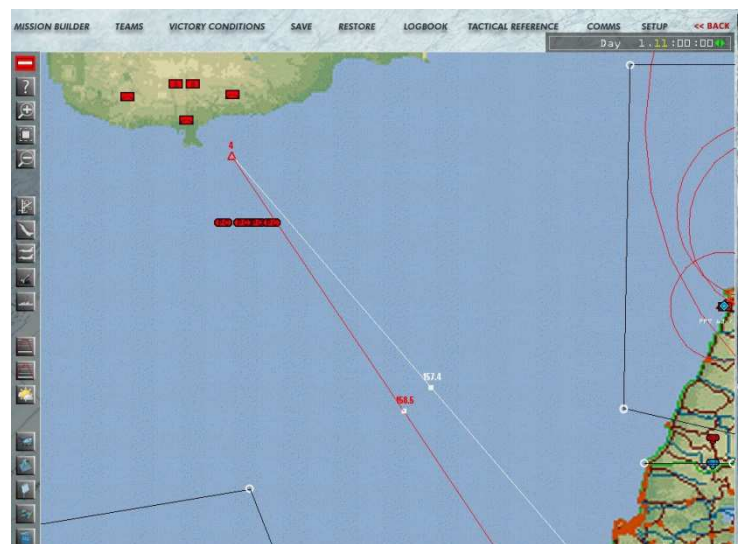 MISSION BUILDER TEAMS VICTORY CONDITIONS SAVE RESTORE LOGBOOK TACTICAL REFERENCE COMMS SETUP << BACK
Day 1.11:00:00
?
4
157.4
156.5